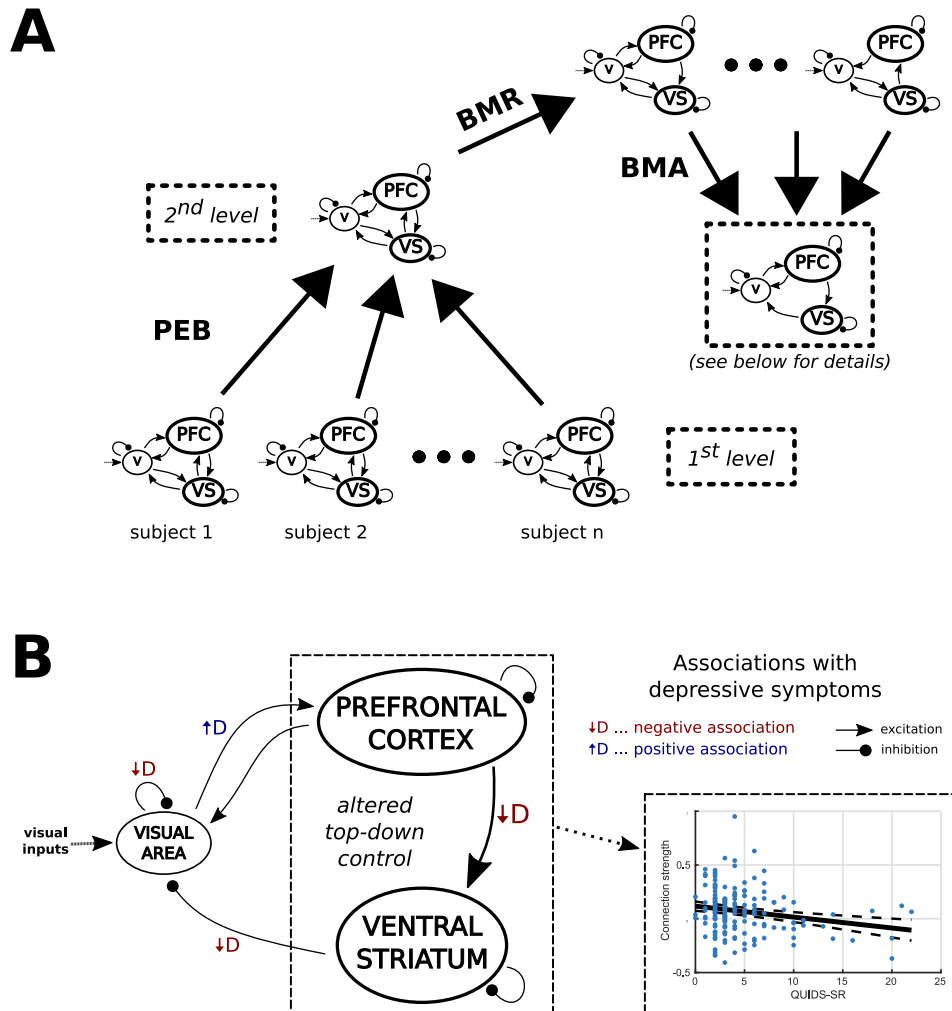 A
PFC
V
VS
PFC
V
VS
BMR
BMA
2nd level
PFC
V
VS
PFC
V
VS
(see below for details)
PEB
PFC
V
VS
PFC
V
VS
PFC
V
VS
1st level
subject 1
subject 2
subject n
B
Associations with
depressive symptoms
↓D ... negative association
↑D ... positive association
excitation
inhibition
PREFRONTAL
CORTEX
↑D
↓D
visual
inputs
VISUAL
AREA
altered
top-down
control
↓D
VENTRAL
STRIATUM
↓D
Connection strength
0.5
-0.5
0
5
10
15
20
25
QUIDS-SR